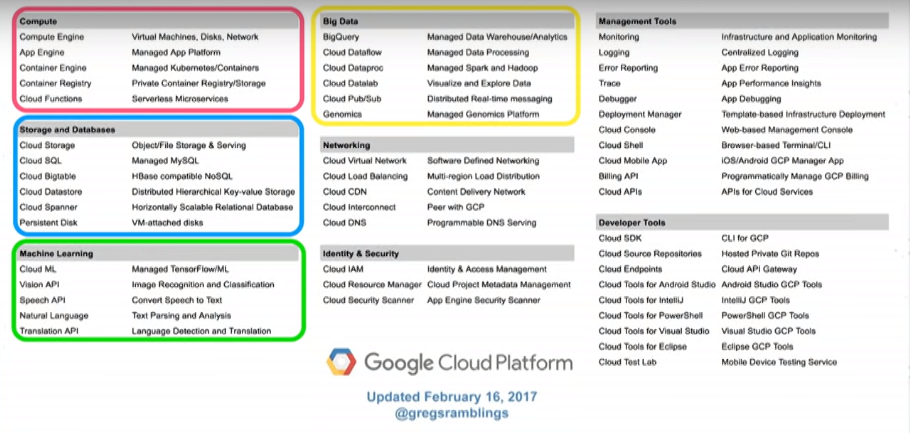 Compute
Compute Engine Virtual Machines, Disks, Network
App Engine Managed App Platform
Container Engine Managed Kubernetes/Containers
Container Registry Private Container Registry/Storage
Cloud Functions Serverless Microservices
Storage and Databases
Cloud Storage Object/File Storage & Serving
Cloud SQL Managed MySQL
Cloud Bigtable HBase compatible NoSQL
Cloud Datastore Distributed Hierarchical Key-value Storage
Cloud Spanner Horizontally Scalable Relational Database
Persistent Disk VM-attached disks
Machine Learning
Cloud ML Managed TensorFlow/ML
Vision API Image Recognition and Classification
Speech API Convert Speech to Text
Natural Language Text Parsing and Analysis
Translation API Language Detection and Translation
Big Data
BigQuery Managed Data Warehouse/Analytics
Cloud Dataflow Managed Data Processing
Cloud Dataproc Managed Spark and Hadoop
Cloud Datalab Visualize and Explore Data
Cloud Pub/Sub Distributed Real-time messaging
Genomics Managed Genomics Platform
Networking
Cloud Virtual Network Software Defined Networking
Cloud Load Balancing Multi-region Load Distribution
Cloud CDN Content Delivery Network
Cloud Interconnect Peer with GCP
Cloud DNS Programmable DNS Serving
Identity & Security
Cloud IAM Identity & Access Management
Cloud Resource Manager Cloud Project Metadata Management
Cloud Security Scanner App Engine Security Scanner
Management Tools
Monitoring Infrastructure and Application Monitoring
Logging Centralized Logging
Error Reporting App Error Reporting
Trace App Performance Insights
Debugger App Debugging
Deployment Manager Template-based Infrastructure Deployment
Cloud Console Web-based Management Console
Cloud Shell Browser-based Terminal/CLI
Cloud Mobile App iOS/Android GCP Manager App
Billing API Programmatically Manage GCP Billing
Cloud APIs APIs for Cloud Services
Developer Tools
Cloud SDK CLI for GCP
Cloud Source Repositories Hosted Private Git Repos
Cloud Endpoints Cloud API Gateway
Cloud Tools for Android Studio Android Studio GCP Tools
Cloud Tools for IntelliJ IntelliJ GCP Tools
Cloud Tools for PowerShell PowerShell GCP Tools
Cloud Tools for Visual Studio Visual Studio GCP Tools
Cloud Tools for Eclipse Eclipse GCP Tools
Cloud Test Lab Mobile Device Testing Service
Google Cloud Platform
Updated February 16, 2017
@gregsramblings